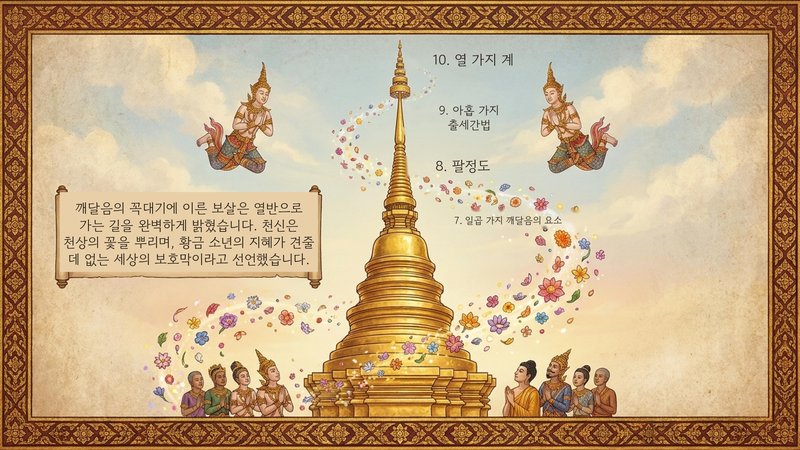 10. 열 가지 계
9. 아홉 가지
출세간법
8. 팔정도
7. 일곱 가지 깨달음의 요소
깨달음의 꼭대기에 이른 보살은 열반으로
가는 길을 완벽하게 밝혔습니다. 천신은
천상의 꽃을 뿌리며, 황금 소년의 지혜가 견줄
데 없는 세상의 보호막이라고 선언했습니다.